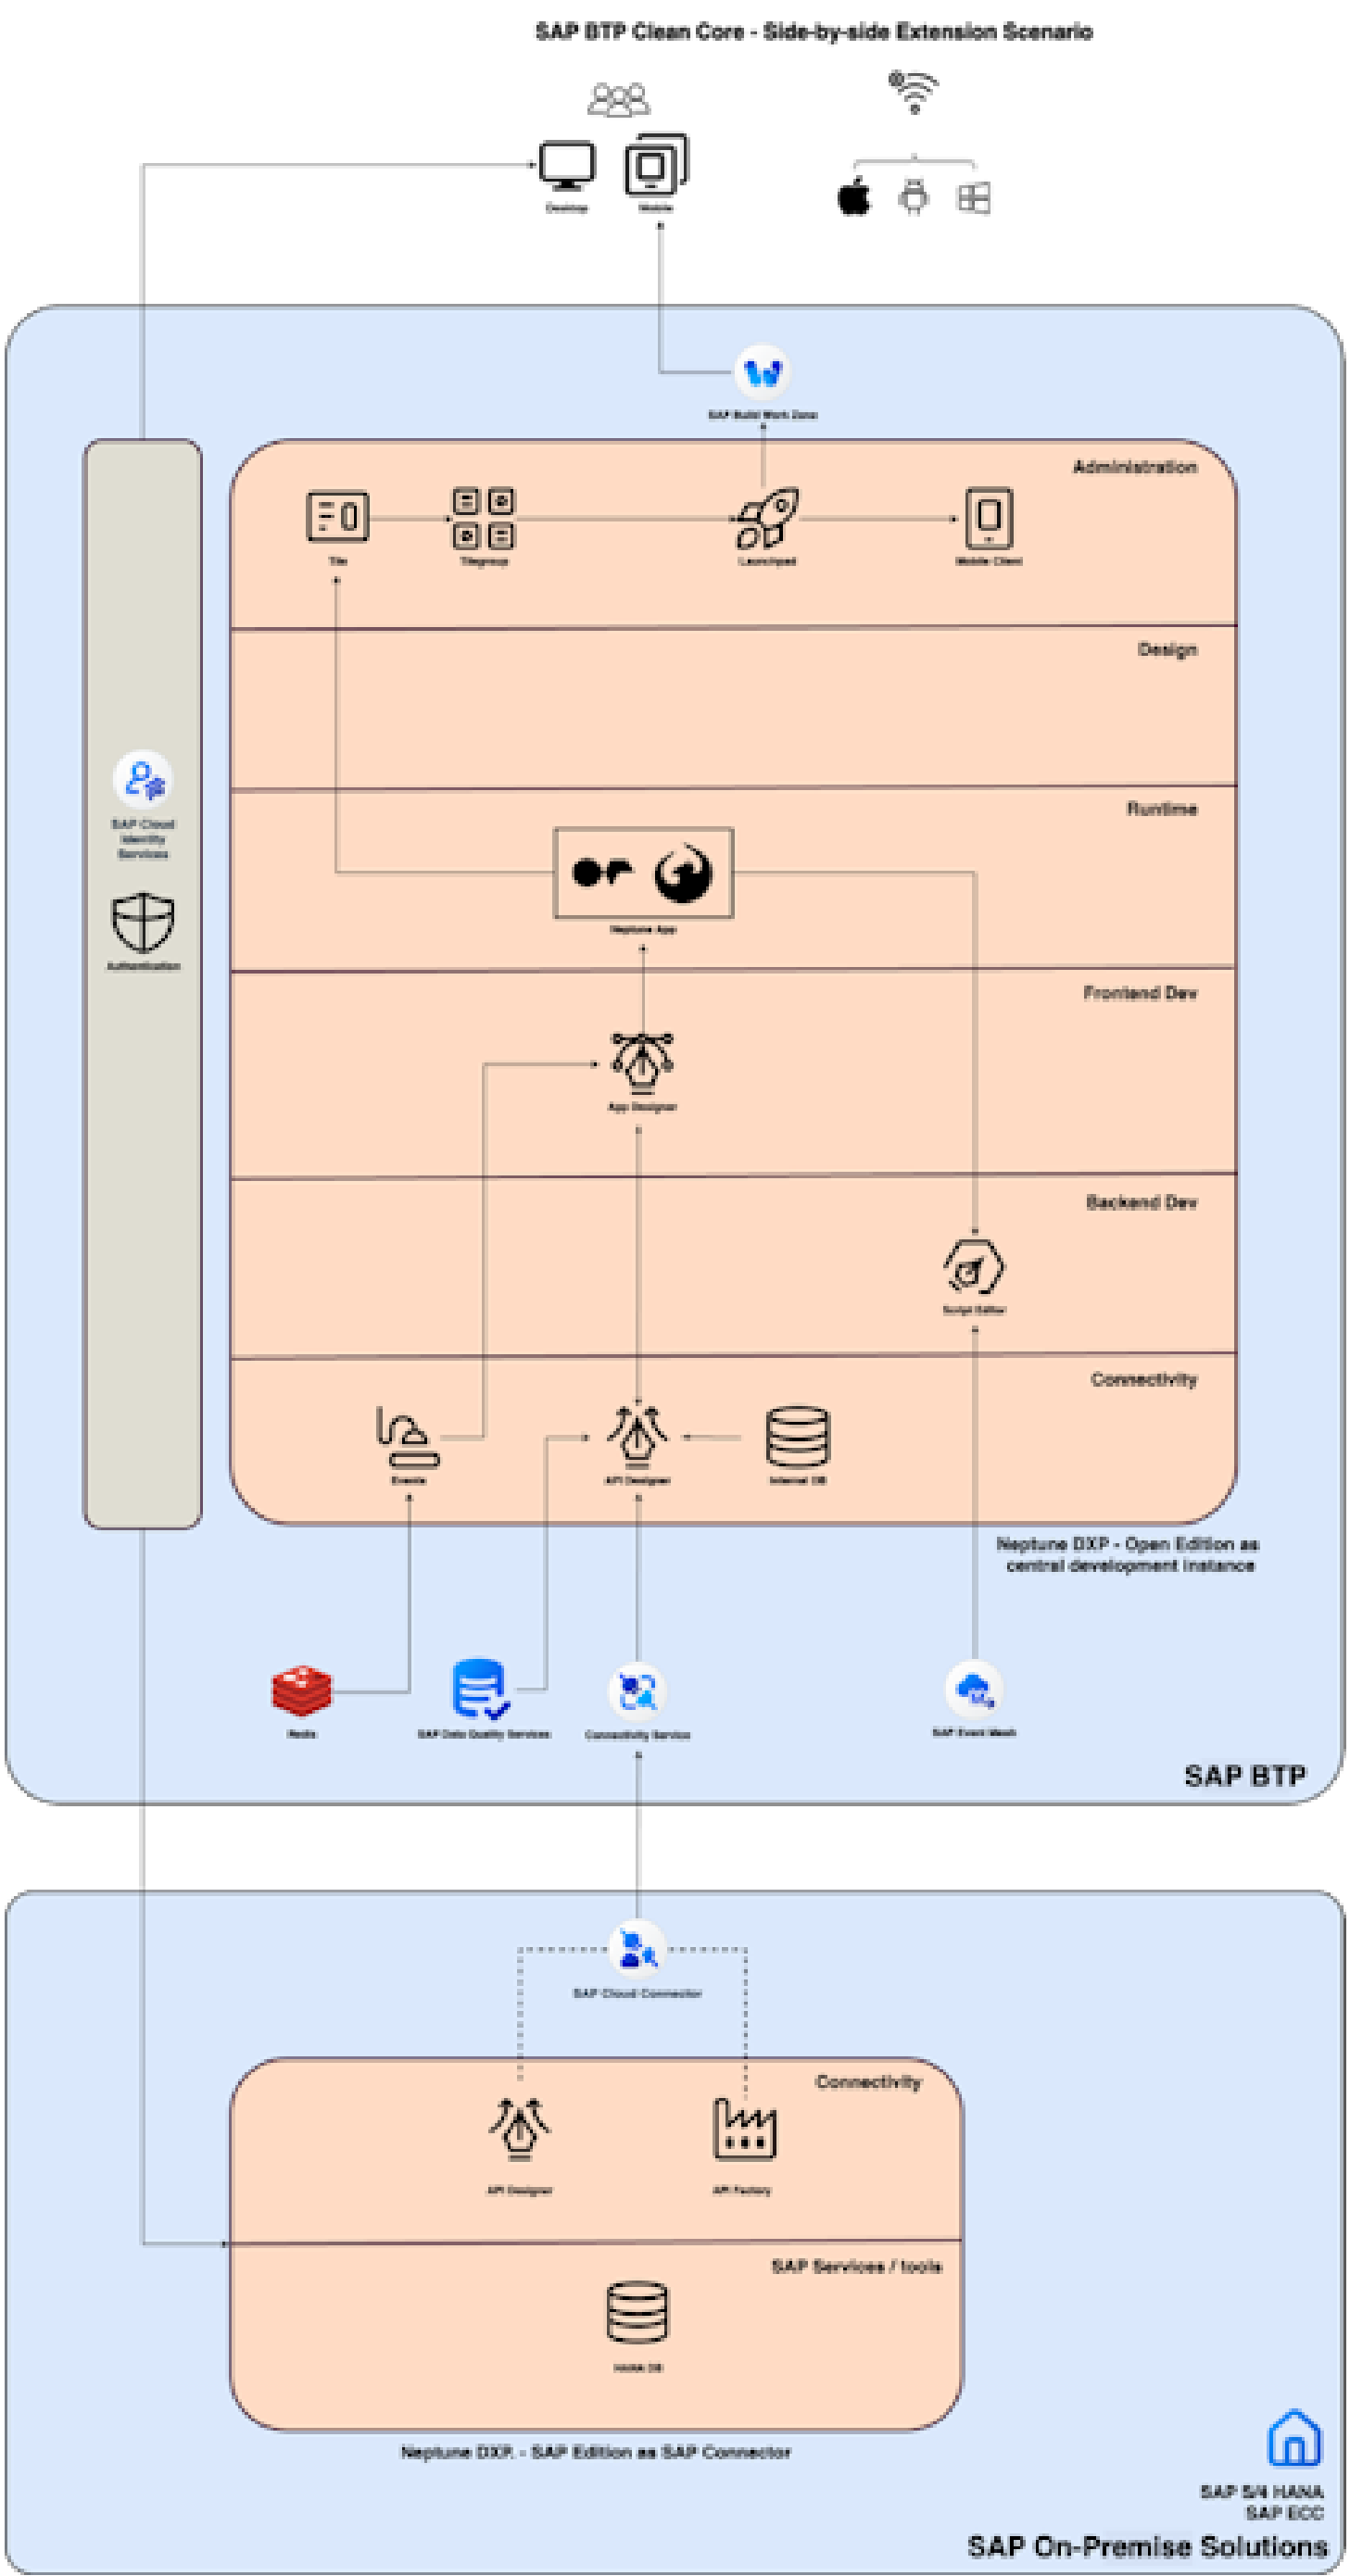 SAP BTP Clean Core - Side-by-side Extension Scenario
Desktop
Mobile
SAP Build Work Zone
Administration
Tile
Tilegroup
Launchpad
Mobile Client
Design
Runtime
SAP Cloud
Identity
Services
Authentication
Neptune App
Frontend Dev
App Designer
Backend Dev
Script Editor
Connectivity
Events
API Designer
Internal DB
Neptune DXP - Open Edition as
central development instance
Redis
SAP Data Quality Services
Connectivity Service
SAP Event Mesh
SAP BTP
SAP Cloud Connector
Connectivity
API Designer
API Factory
SAP Services / tools
HANA DB
Neptune DXP. - SAP Edition as SAP Connector
SAP S/4 HANA
SAP ECC
SAP On-Premise Solutions